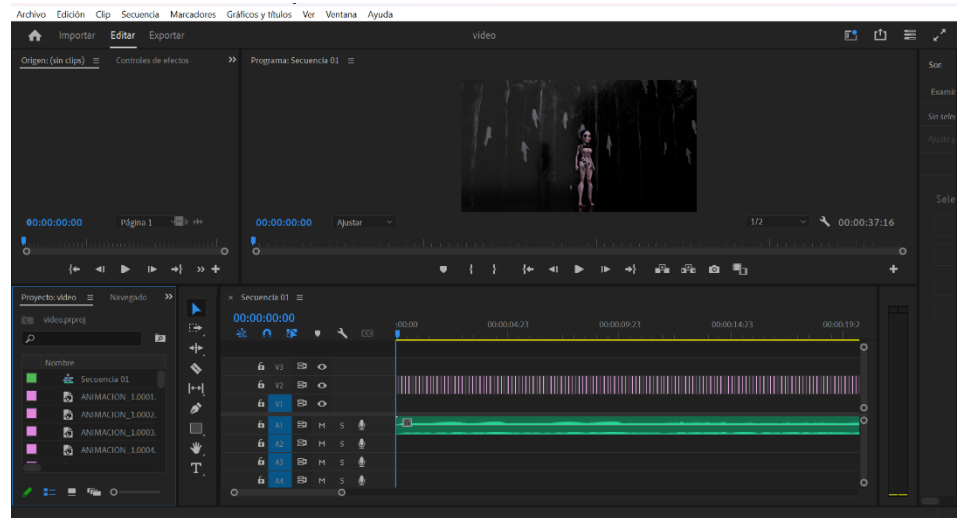 Archivo Edición Clip Secuencia Marcadores Gráficos y títulos Ver Ventana Ayuda
Importar Editar Exportar video
Origen: (sin clips) Controles de efectos Programa: Secuencia 01
Sor
Examin
Sin selec
Ajuste
Sele
00:00:00:00 Página 1 00:00:00:00 Ajustar 1/2 00:00:37:16
Proyecto: video Navegado × Secuencia 01
video.prproj 00:00:00:00 :00:00 00:00:04:23 00:00:09:23 00:00:14:23 00:00:19:2
Nombre
Secuencia 01
ANIMACION_1.0001.
ANIMACION_1.0002.
ANIMACION_1.0003.
ANIMACION_1.0004.
T
V3
V2
V1
A1 M S
A2 M S
A3 M S
A4 M S